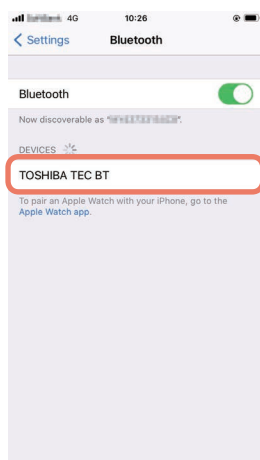 4G 10:26
Settings Bluetooth
Bluetooth
Now discoverable as "
DEVICES
TOSHIBA TEC BT
To pair an Apple Watch with your iPhone, go to the
Apple Watch app.